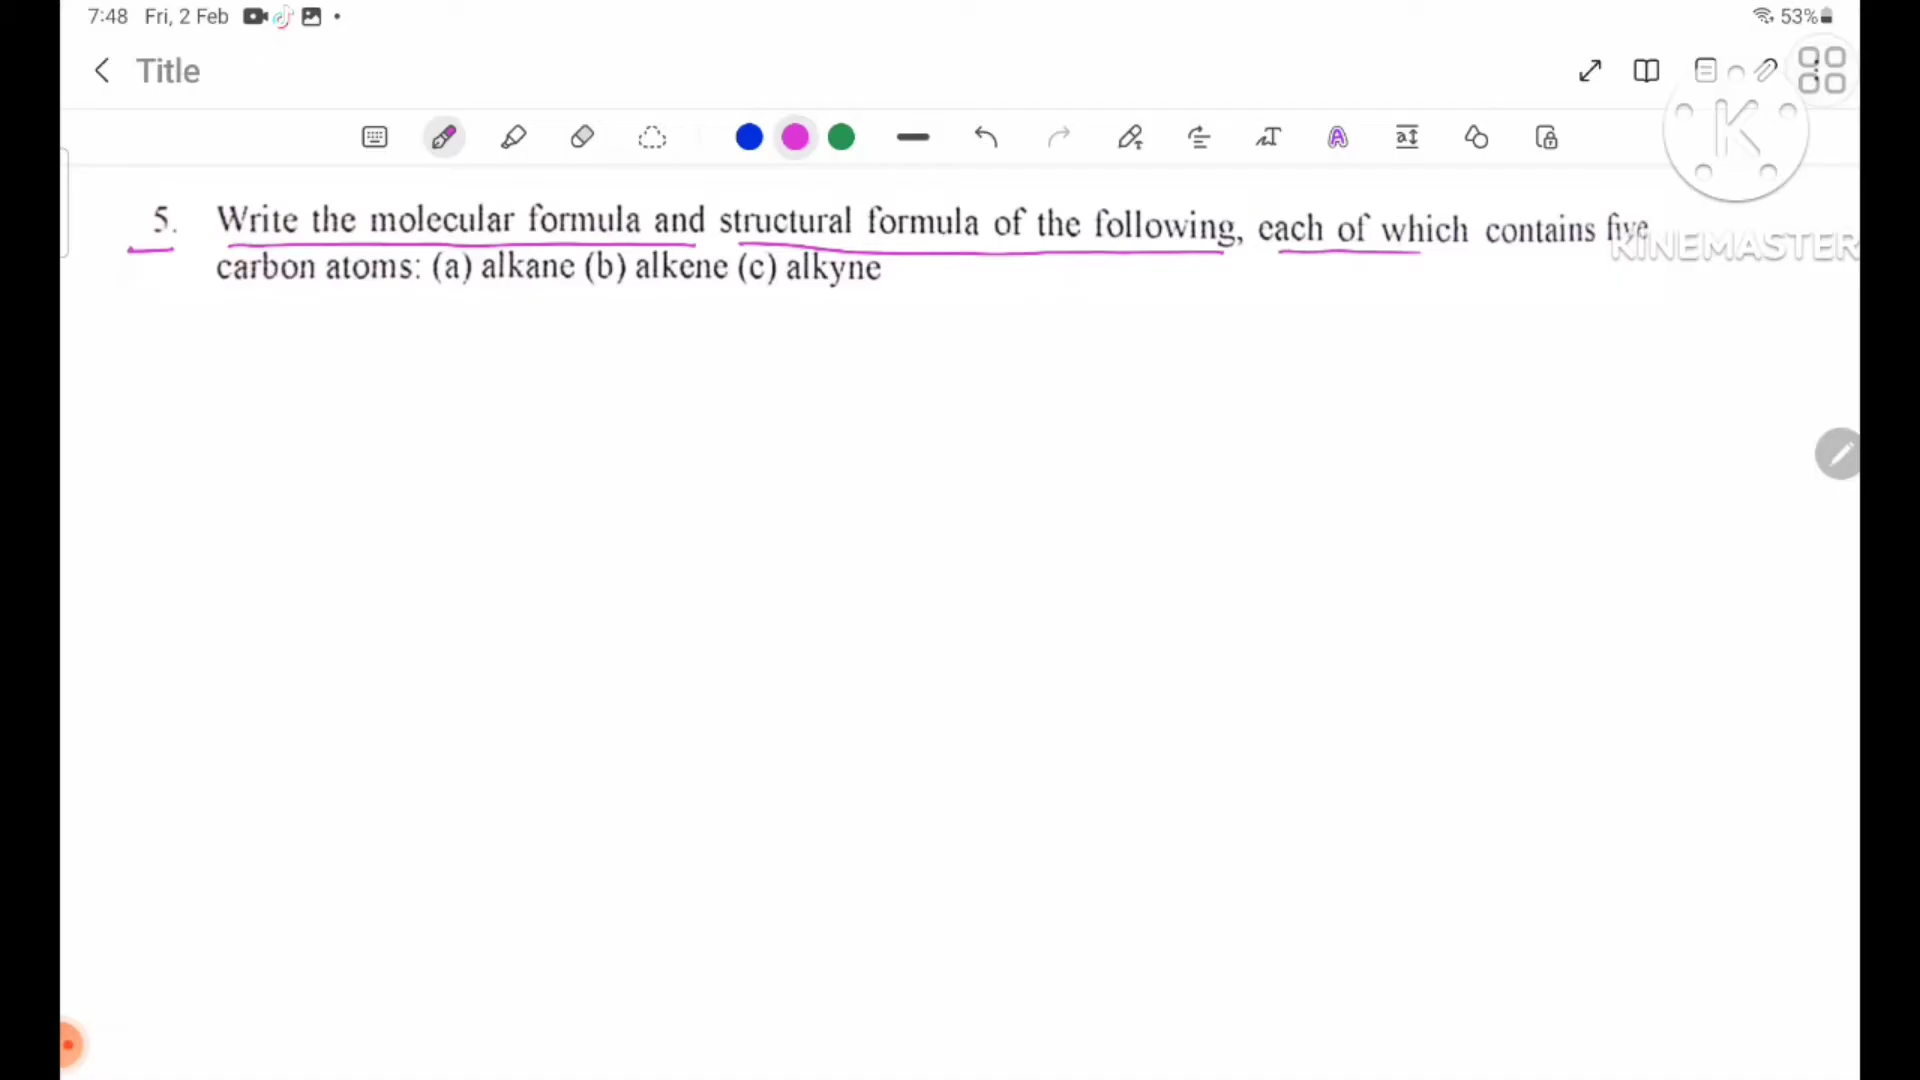 7:48 Fri, 2 Feb 53%
Title
K
5. Write the molecular formula and structural formula of the following, each of which contains five
KINEMASTER
carbon atoms: (a) alkane (b) alkene (c) alkyne